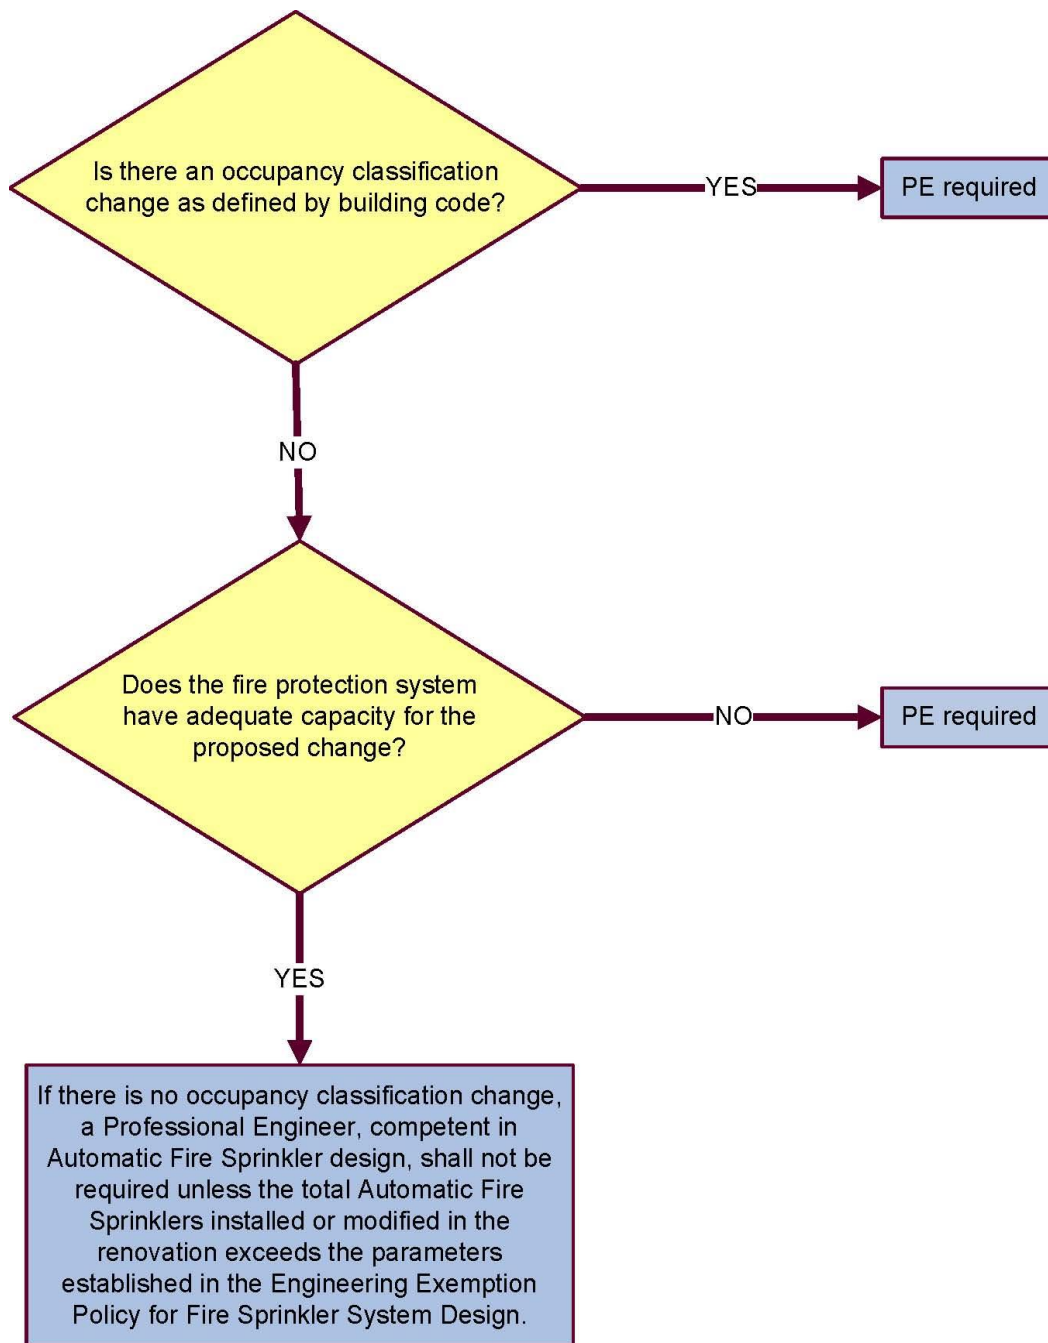 Is there an occupancy classification
change as defined by building code?
YES
PE required
NO
Does the fire protection system
have adequate capacity for the
proposed change?
NO
PE required
YES
If there is no occupancy classification change,
a Professional Engineer, competent in
Automatic Fire Sprinkler design, shall not be
required unless the total Automatic Fire
Sprinklers installed or modified in the
renovation exceeds the parameters
established in the Engineering Exemption
Policy for Fire Sprinkler System Design.